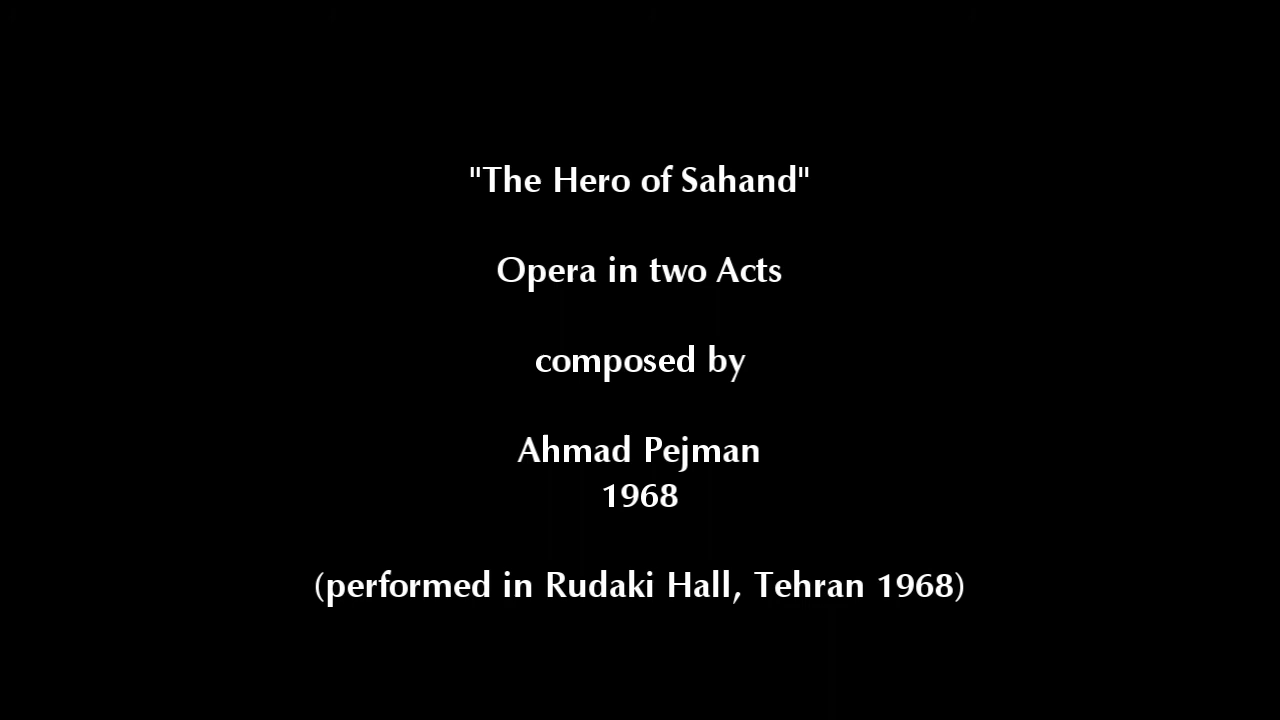 "The Hero of Sahand"
Opera in two Acts
composed by
Ahmad Pejman
1968
(performed in Rudaki Hall, Tehran 1968)